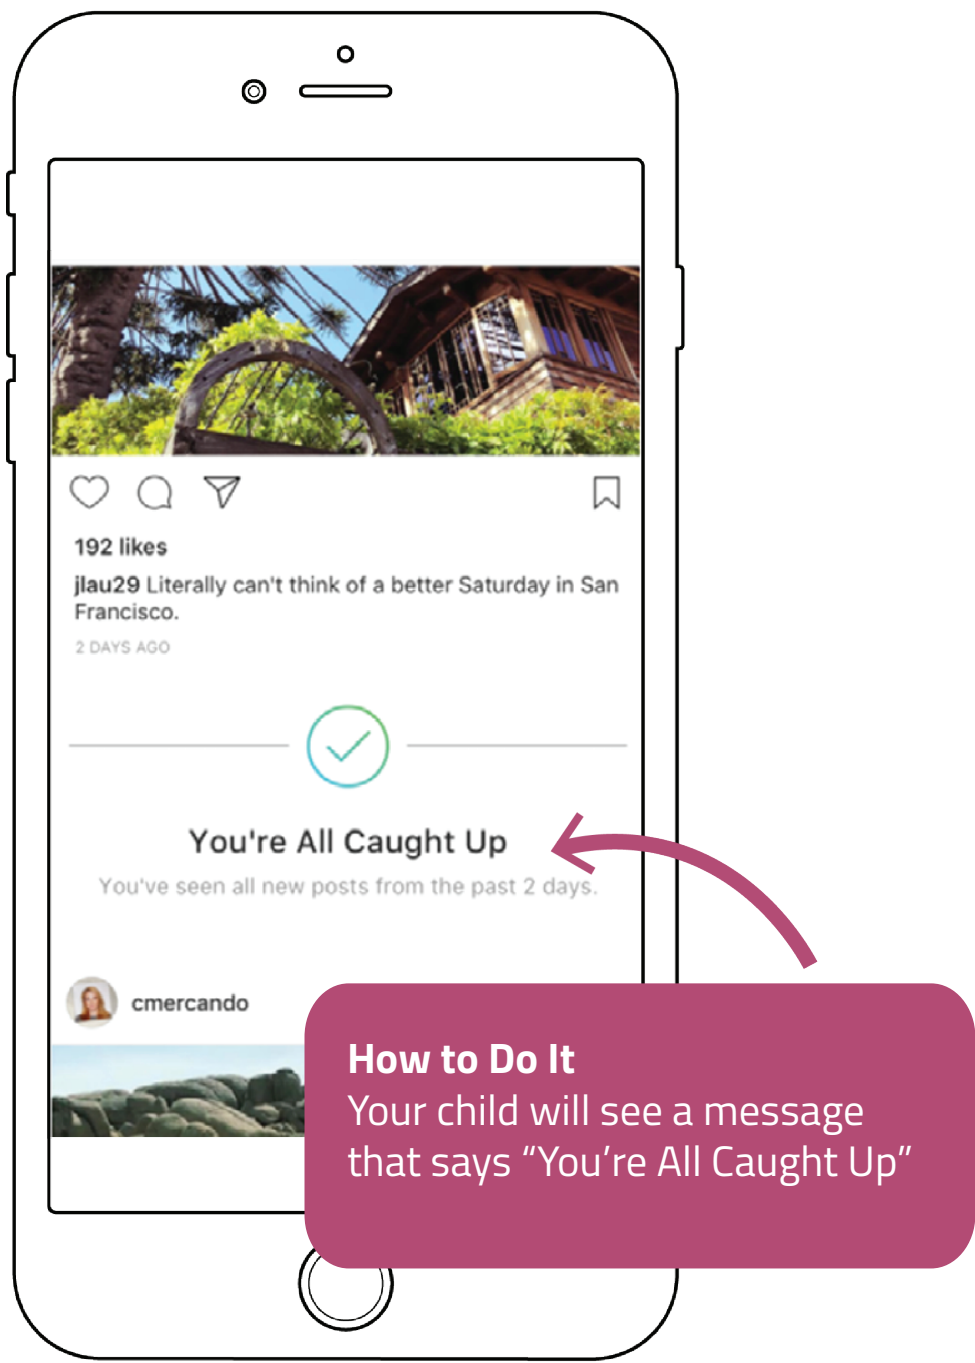 192 likes
jlau29 Literally can't think of a better Saturday in San
Francisco.
2 DAYS AGO
You're All Caught Up
You've seen all new posts from the past 2 days.
cmercando
How to Do It
Your child will see a message
that says “You’re All Caught Up”